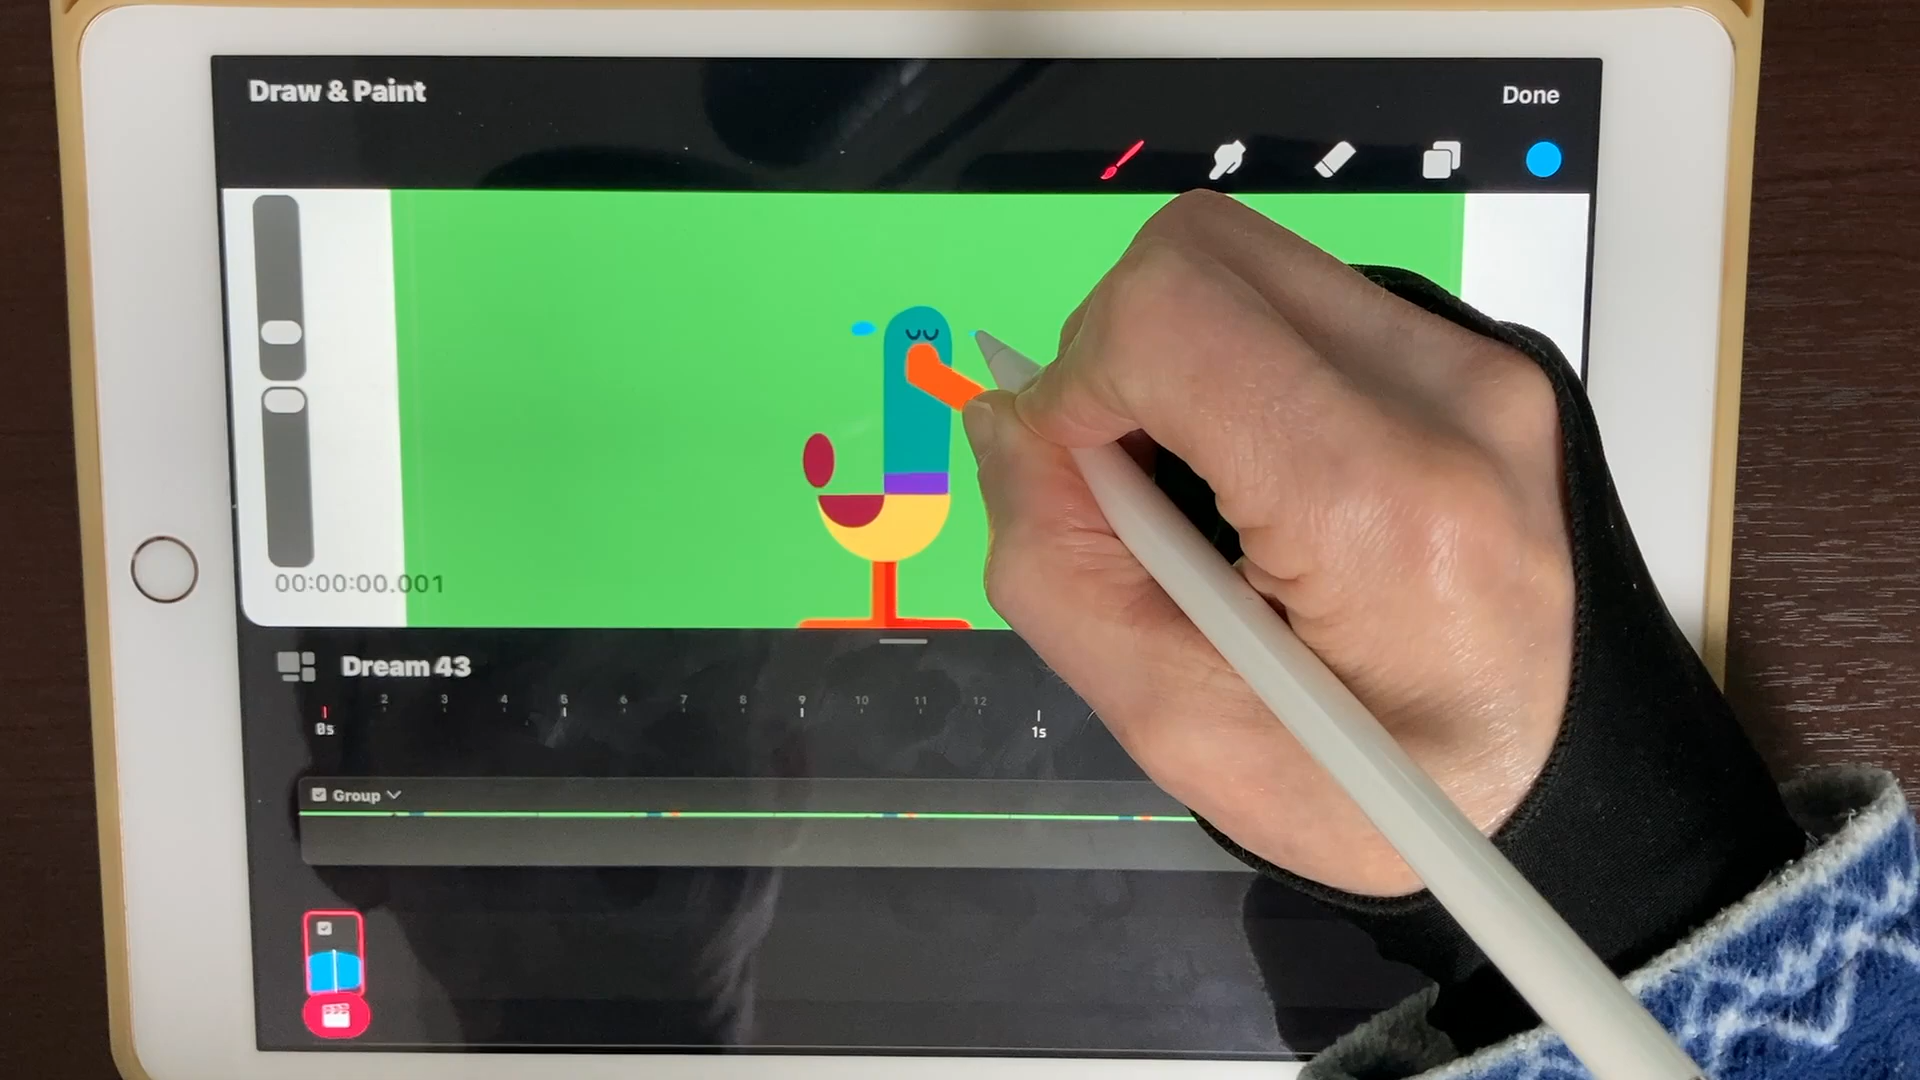 Draw & Paint
Done
00:00:00.001
Dream 43
2 3 4 5 6 7 8 9 10 11 12
0s 1s
Group